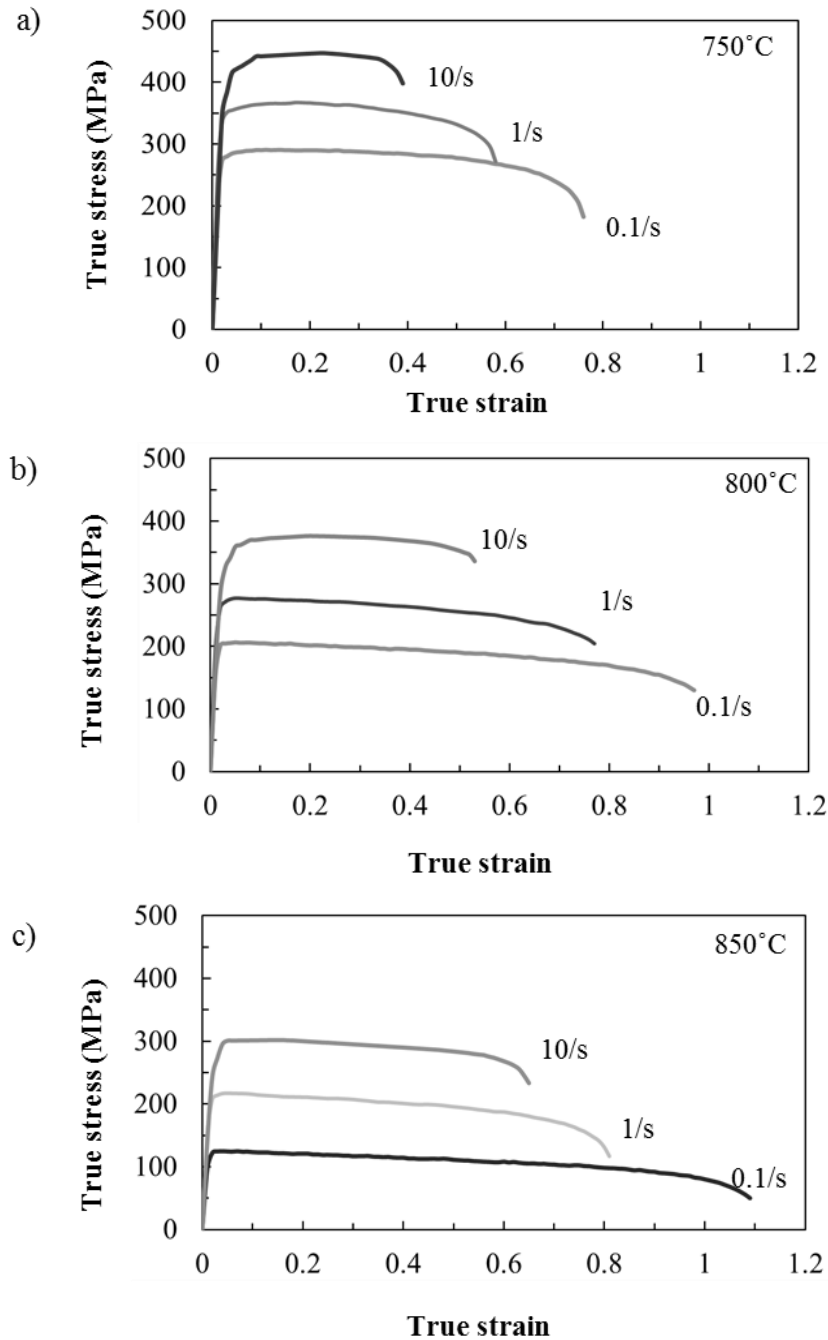 a)
750˚C
500
400
300
200
100
0
10/s
1/s
0.1/s
True stress (MPa)
0 0.2 0.4 0.6 0.8 1 1.2
True strain
b)
800˚C
500
400
300
200
100
0
10/s
1/s
0.1/s
True stress (MPa)
0 0.2 0.4 0.6 0.8 1 1.2
True strain
c)
850˚C
500
400
300
200
100
0
10/s
1/s
0.1/s
True stress (MPa)
0 0.2 0.4 0.6 0.8 1 1.2
True strain